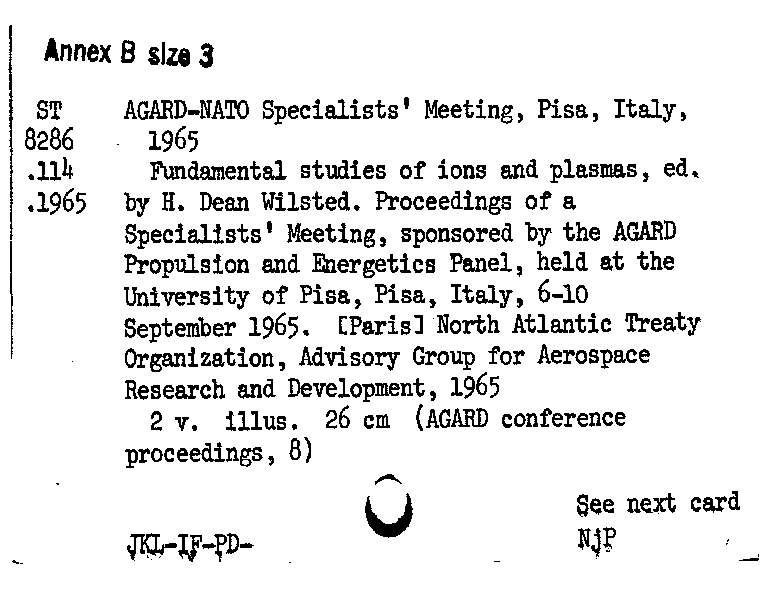 Annex B size 3
ST AGARD-NATO Specialists' Meeting, Pisa, Italy,
8286 1965
.114 Fundamental studies of ions and plasmas, ed.
.1965 by H. Dean Wilsted. Proceedings of a
Specialists' Meeting, sponsored by the AGARD
Propulsion and Energetics Panel, held at the
University of Pisa, Pisa, Italy, 6-10
September 1965. [Paris] North Atlantic Treaty
Organization, Advisory Group for Aerospace
Research and Development, 1965
2 v. illus. 26 cm (AGARD conference
proceedings, 8)
See next card
JKL-IF-PD- NjP